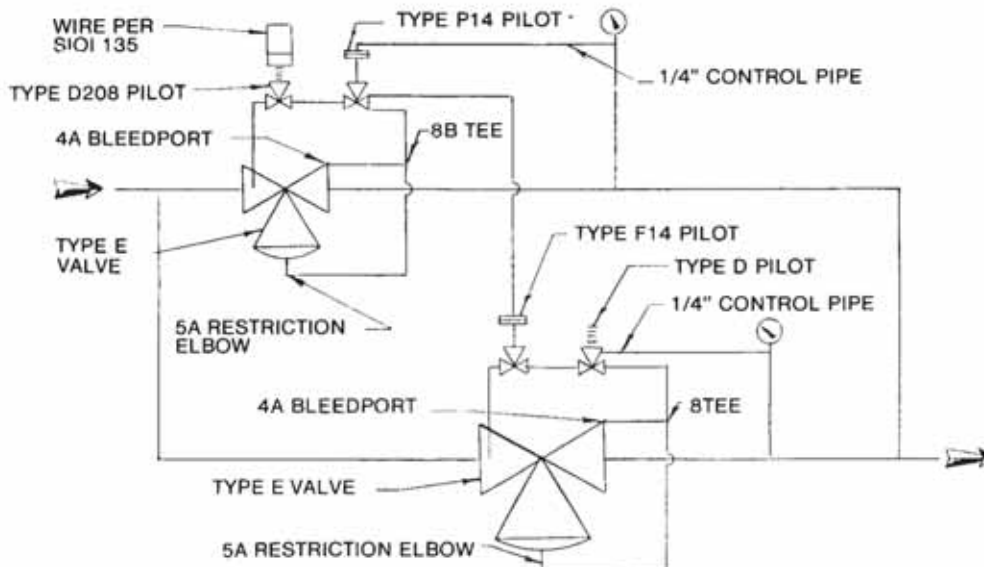 WIRE PER
SIOI 135
TYPE P14 PILOT
1/4" CONTROL PIPE
TYPE D208 PILOT
4A BLEEDPORT
8B TEE
TYPE E
VALVE
TYPE F14 PILOT
TYPE D PILOT
1/4" CONTROL PIPE
5A RESTRICTION
ELBOW
4A BLEEDPORT
8TEE
TYPE E VALVE
5A RESTRICTION ELBOW